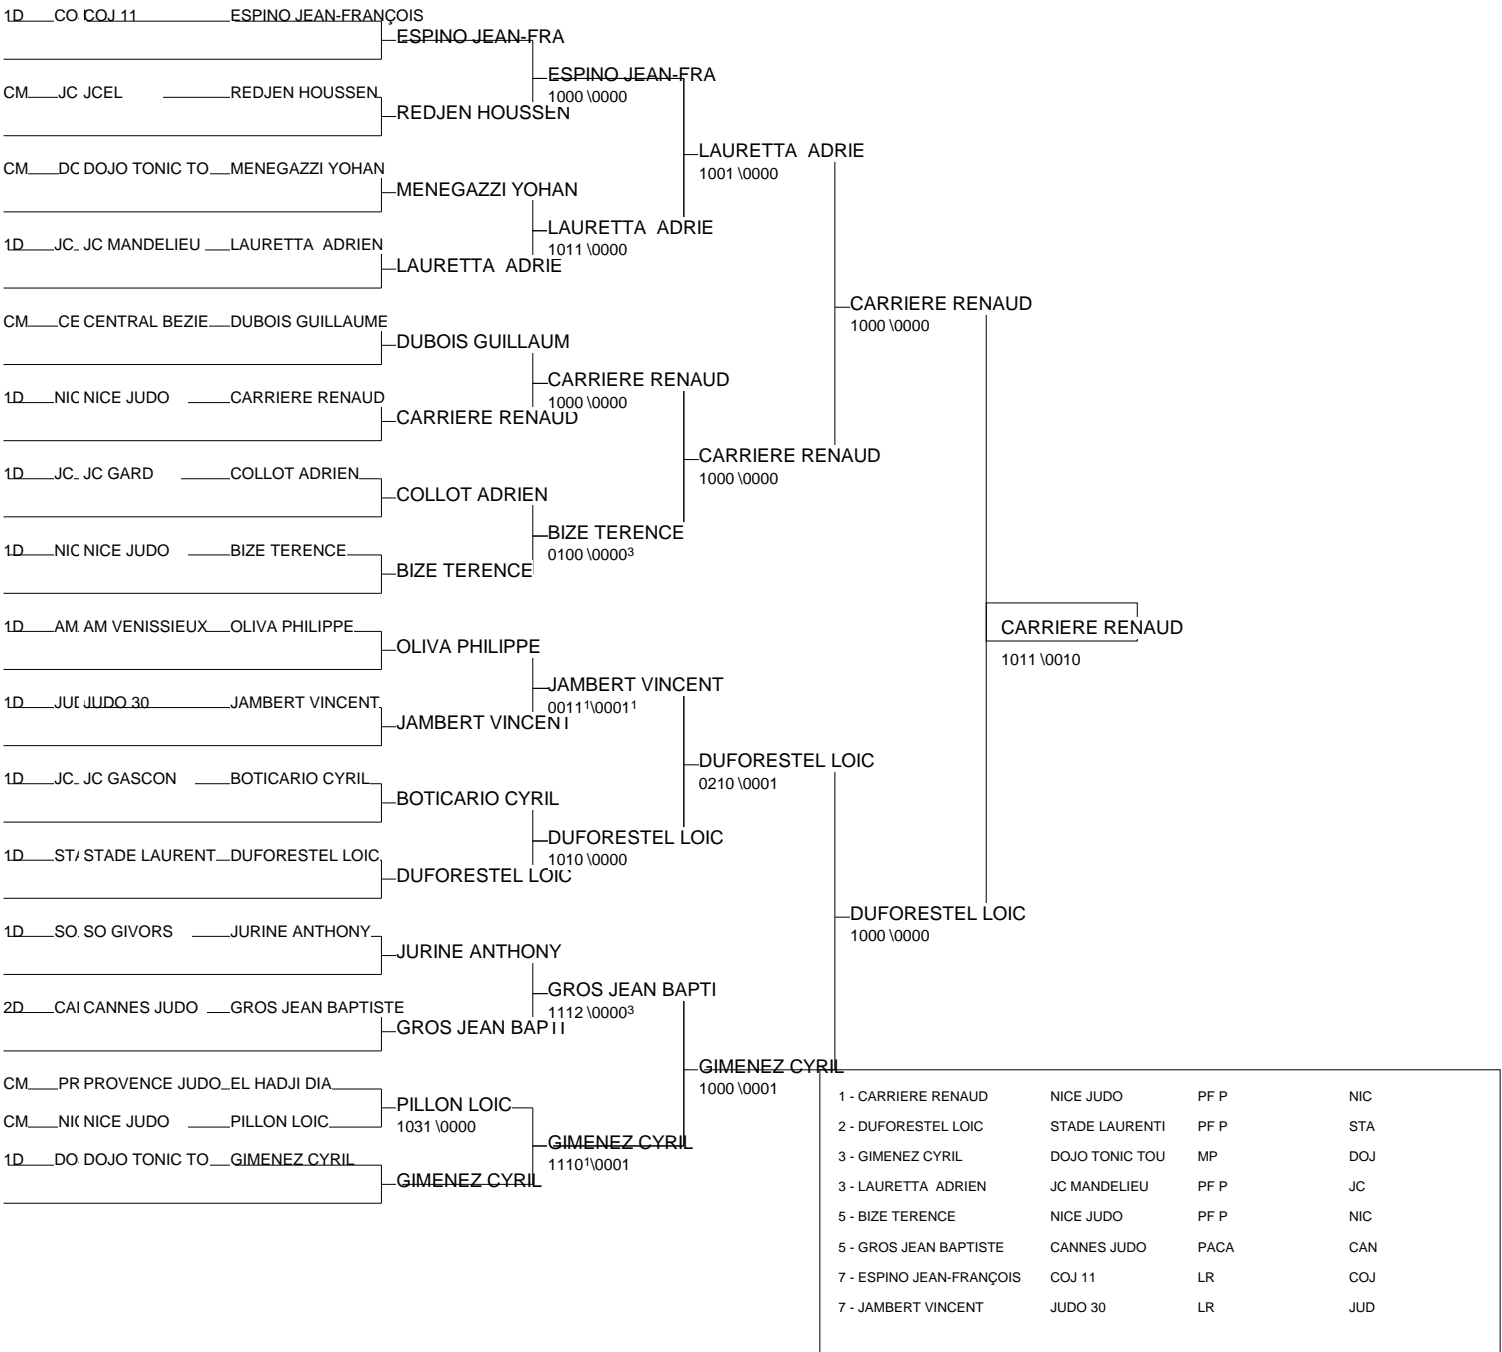 1D CO COJ 11 ESPINO JEAN-FRANÇOIS
ESPINO JEAN-FRA
ESPINO JEAN-FRA
1000 \0000
CM JC JCEL REDJEN HOUSSEN
REDJEN HOUSSEN
LAURETTA ADRIE
1001 \0000
CM DO DOJO TONIC TO MENEGAZZI YOHAN
MENEGAZZI YOHAN
LAURETTA ADRIE
1011 \0000
1D JC JC MANDELIEU LAURETTA ADRIEN
LAURETTA ADRIE
CARRIERE RENAUD
1000 \0000
CM CE CENTRAL BEZIE DUBOIS GUILLAUME
DUBOIS GUILLAUM
CARRIERE RENAUD
1000 \0000
1D NIC NICE JUDO CARRIERE RENAUD
CARRIERE RENAUD
CARRIERE RENAUD
1000 \0000
1D JC JC GARD COLLOT ADRIEN
COLLOT ADRIEN
BIZE TERENCE
0100 \0000³
1D NIC NICE JUDO BIZE TERENCE
BIZE TERENCE
CARRIERE RENAUD
1011 \0010
1D AM AM VENISSIEUX OLIVA PHILIPPE
OLIVA PHILIPPE
JAMBERT VINCENT
0011¹\0001¹
1D JUD JUDO 30 JAMBERT VINCENT
JAMBERT VINCENT
DUFORESTEL LOIC
0210 \0001
1D JC JC GASCON BOTICARIO CYRIL
BOTICARIO CYRIL
DUFORESTEL LOIC
1010 \0000
1D STA STADE LAURENT DUFORESTEL LOIC
DUFORESTEL LOIC
DUFORESTEL LOIC
1000 \0000
1D SO SO GIVORS JURINE ANTHONY
JURINE ANTHONY
GROS JEAN BAPTI
1112 \0000³
2D CAN CANNES JUDO GROS JEAN BAPTISTE
GROS JEAN BAPTI
GIMENEZ CYRIL
1000 \0001
CM PR PROVENCE JUDO EL HADJI DIA
PILLON LOIC
1031 \0000
CM NIC NICE JUDO PILLON LOIC
GIMENEZ CYRIL
1110¹\0001
1D DO DOJO TONIC TO GIMENEZ CYRIL
GIMENEZ CYRIL
1 - CARRIERE RENAUD NICE JUDO PF P NIC
2 - DUFORESTEL LOIC STADE LAURENTI PF P STA
3 - GIMENEZ CYRIL DOJO TONIC TOU MP DOJ
3 - LAURETTA ADRIEN JC MANDELIEU PF P JC
5 - BIZE TERENCE NICE JUDO PF P NIC
5 - GROS JEAN BAPTISTE CANNES JUDO PACA CAN
7 - ESPINO JEAN-FRANÇOIS COJ 11 LR COJ
7 - JAMBERT VINCENT JUDO 30 LR JUD